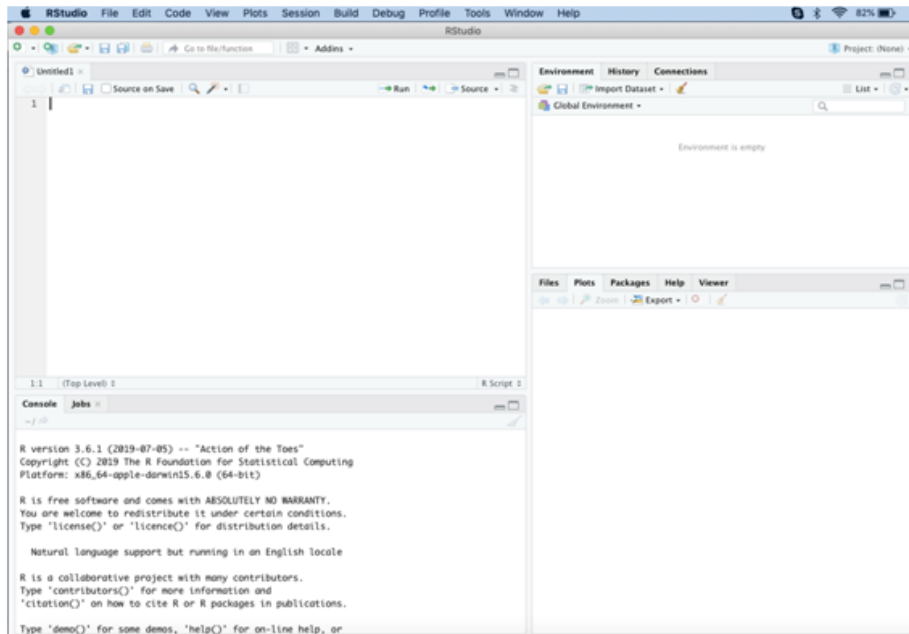 RStudio File Edit Code View Plots Session Build Debug Profile Tools Window Help 82%
RStudio
Go to file/function Addins Project: (None)
Untitled1
Source on Save Run Source
1
1:1 (Top Level) R Script
Console Jobs
~/
R version 3.6.1 (2019-07-05) -- "Action of the Toes"
Copyright (C) 2019 The R Foundation for Statistical Computing
Platform: x86_64-apple-darwin15.6.0 (64-bit)
R is free software and comes with ABSOLUTELY NO WARRANTY.
You are welcome to redistribute it under certain conditions.
Type 'license()' or 'licence()' for distribution details.
Natural language support but running in an English locale
R is a collaborative project with many contributors.
Type 'contributors()' for more information and
'citation()' on how to cite R or R packages in publications.
Type 'demo()' for some demos, 'help()' for on-line help, or
Environment History Connections
Import Dataset List
Global Environment
Environment is empty
Files Plots Packages Help Viewer
Zoom Export